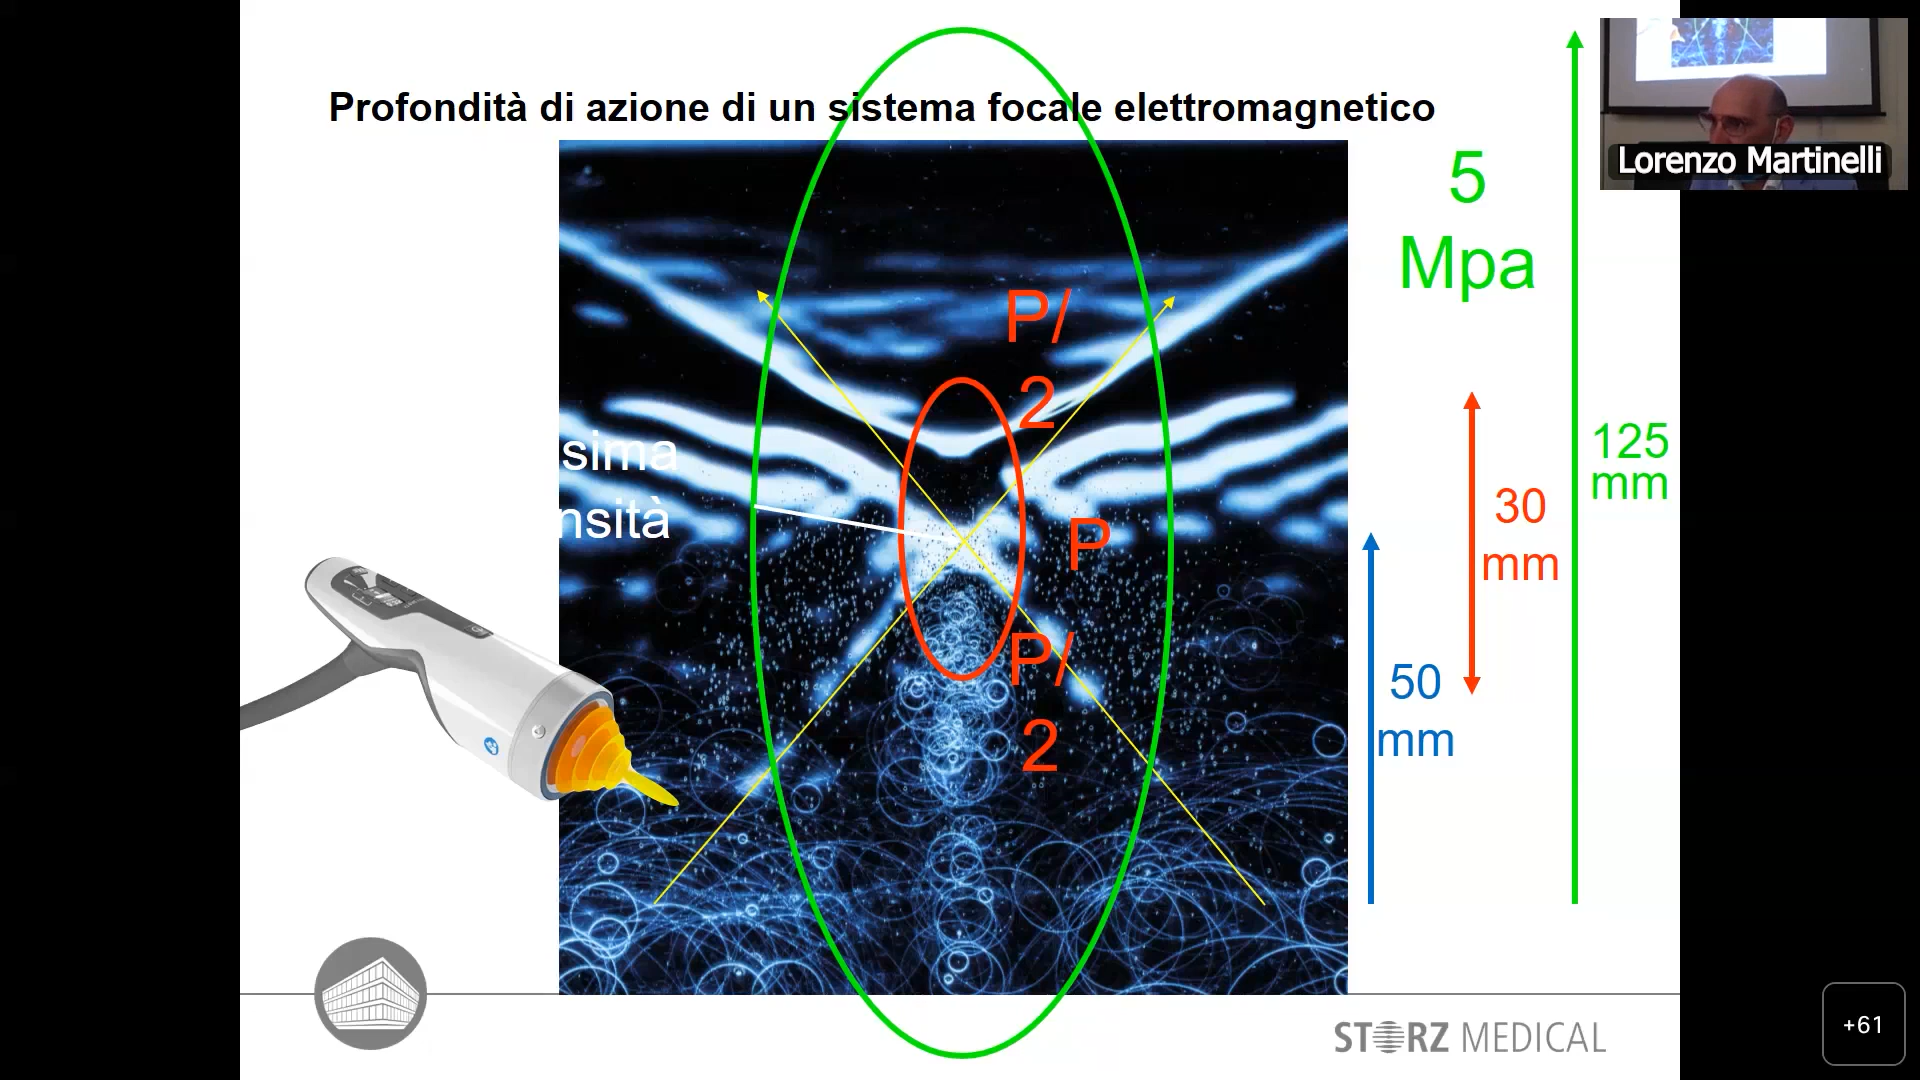 Profondità di azione di un sistema focale elettromagnetico
Lorenzo Martinelli
5
Mpa
P/
2
sima
nsità
P
P/
2
125
mm
30
mm
50
mm
STORZ MEDICAL
+61